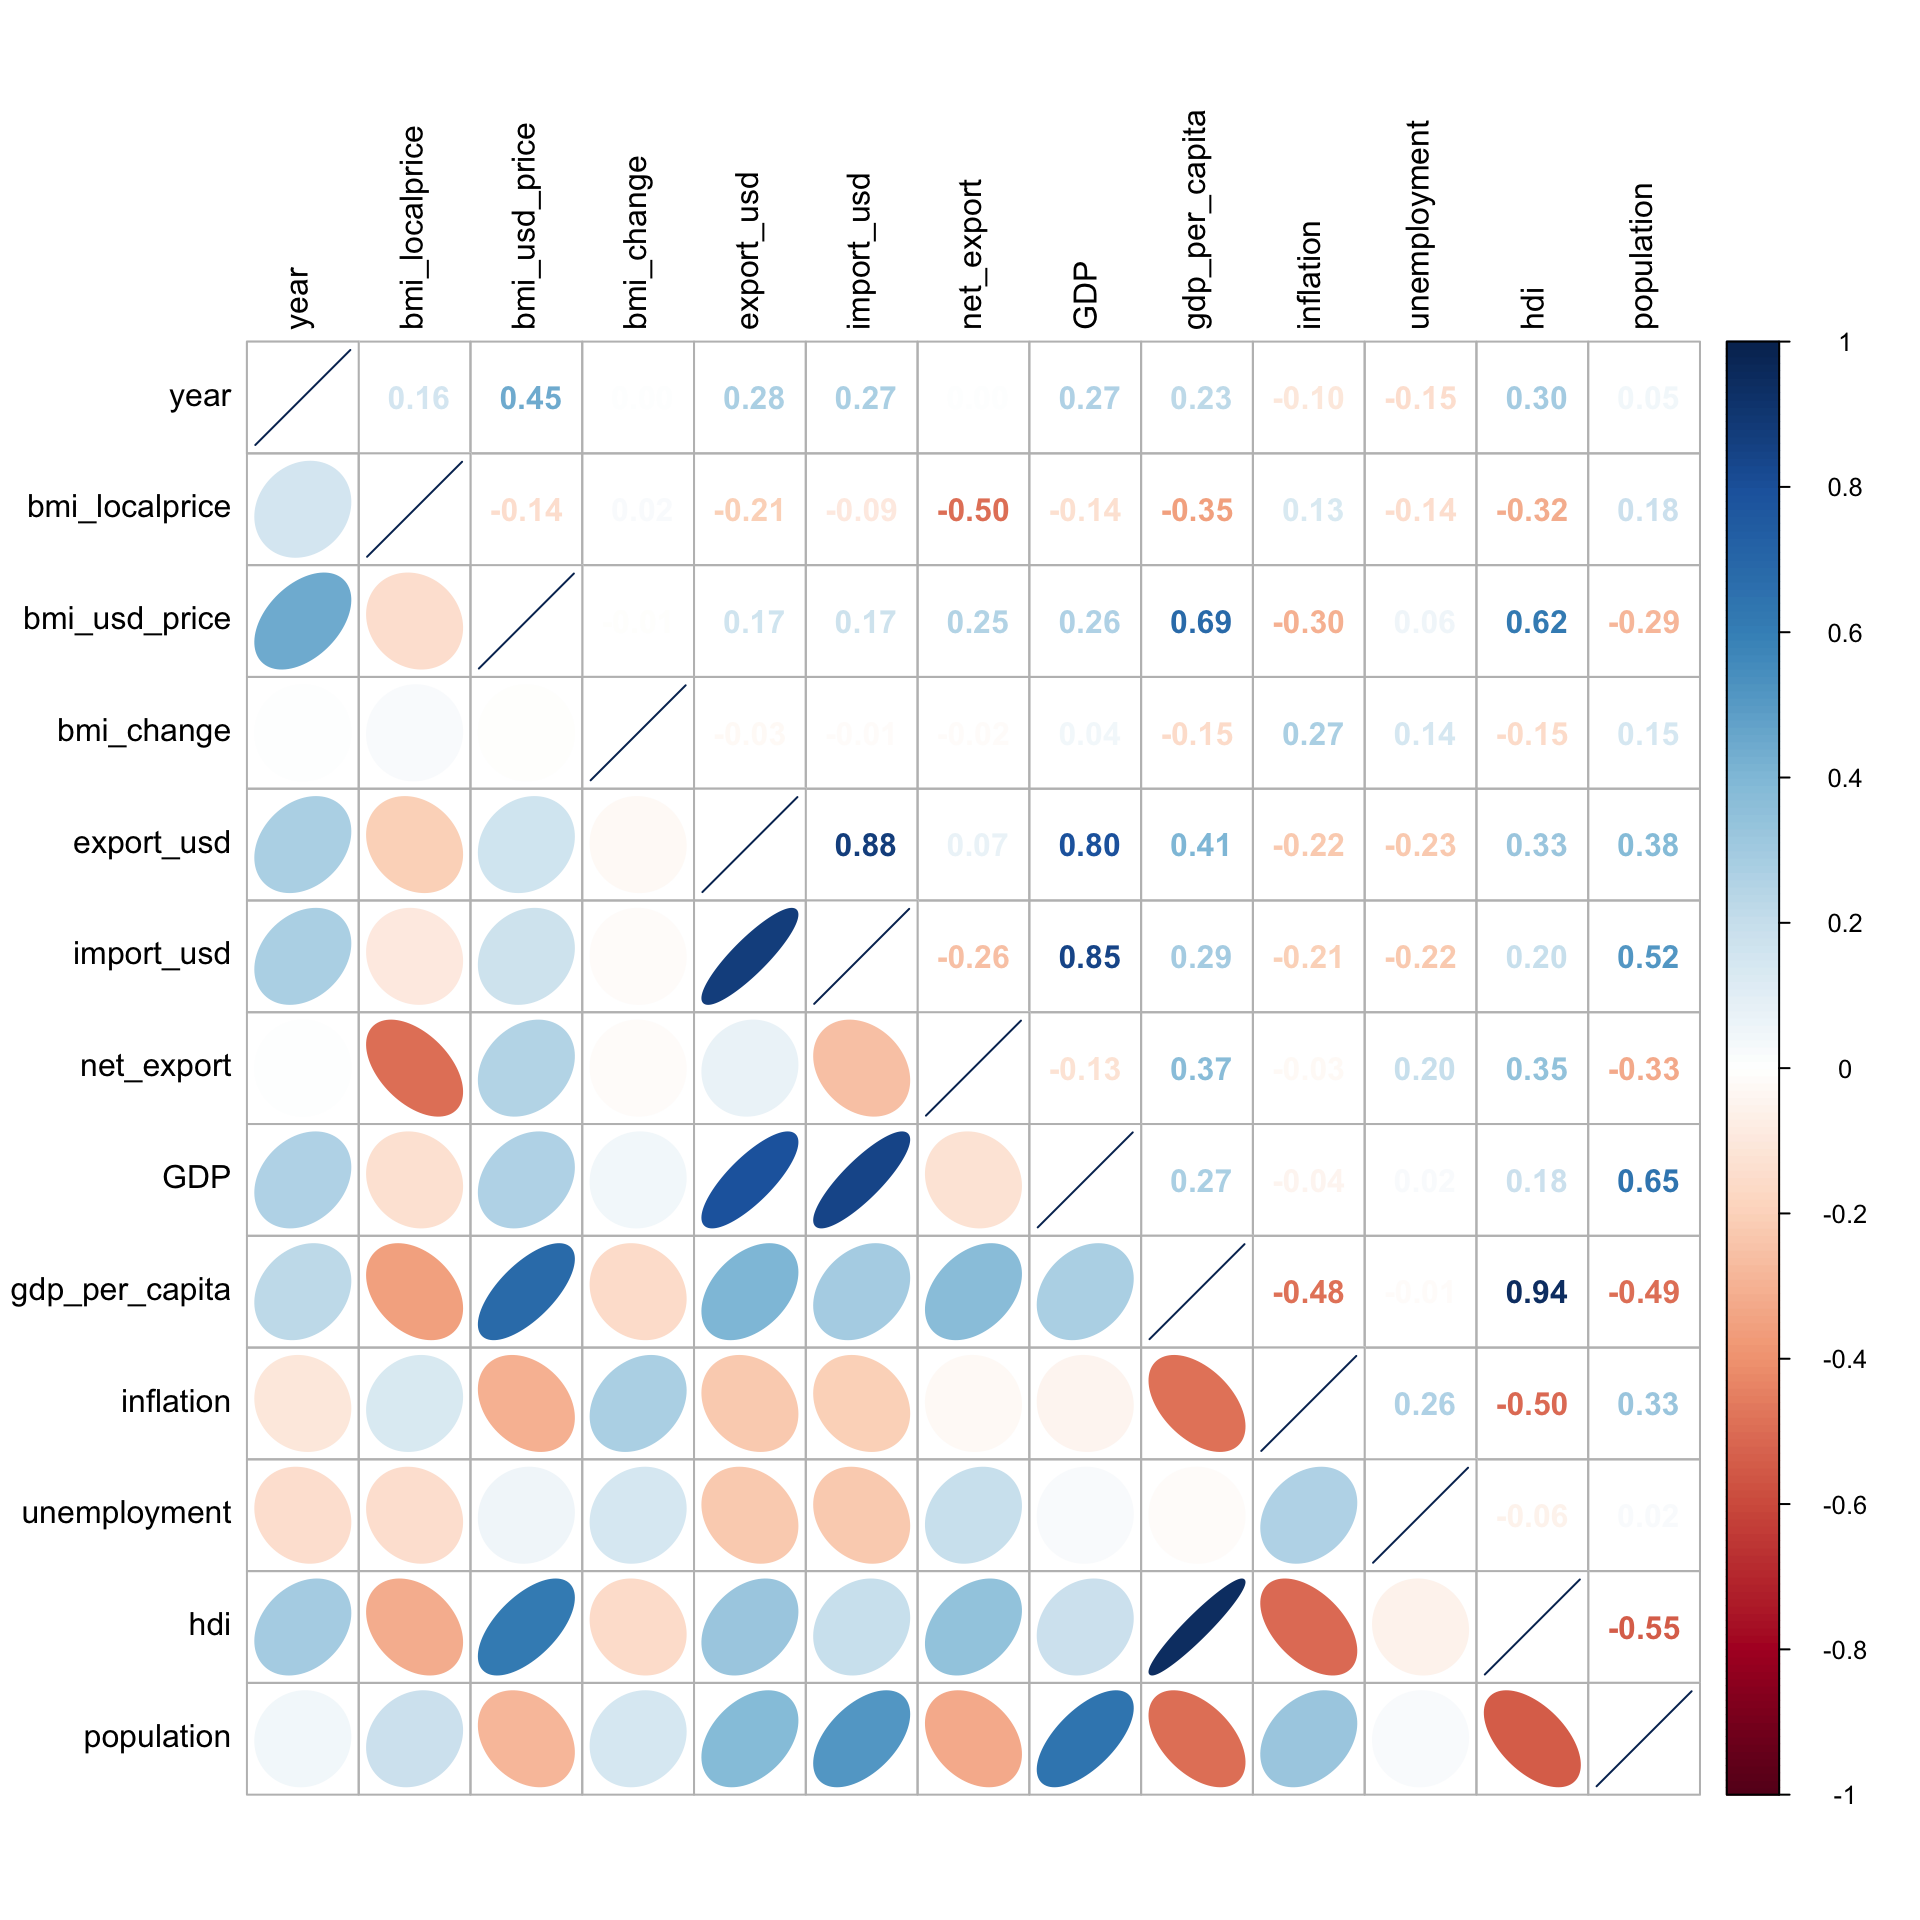 year
bmi_localprice
bmi_usd_price
bmi_change
export_usd
import_usd
net_export
GDP
gdp_per_capita
inflation
unemployment
hdi
population
year 0.16 0.45 0.28 0.27 0.27 0.23 -0.10 -0.15 0.30 0.05
bmi_localprice -0.14 0.02 -0.21 -0.09 -0.50 -0.14 -0.35 0.13 -0.14 -0.32 0.18
bmi_usd_price 0.17 0.17 0.25 0.26 0.69 -0.30 0.06 0.62 -0.29
bmi_change -0.03 -0.01 -0.02 0.04 -0.15 0.27 0.14 -0.15 0.15
export_usd 0.88 0.07 0.80 0.41 -0.22 -0.23 0.33 0.38
import_usd -0.26 0.85 0.29 -0.21 -0.22 0.20 0.52
net_export -0.13 0.37 -0.03 0.20 0.35 -0.33
GDP 0.27 -0.04 0.02 0.18 0.65
gdp_per_capita -0.48 -0.01 0.94 -0.49
inflation 0.26 -0.50 0.33
unemployment -0.06 0.02
hdi -0.55
population
1
0.8
0.6
0.4
0.2
0
-0.2
-0.4
-0.6
-0.8
-1